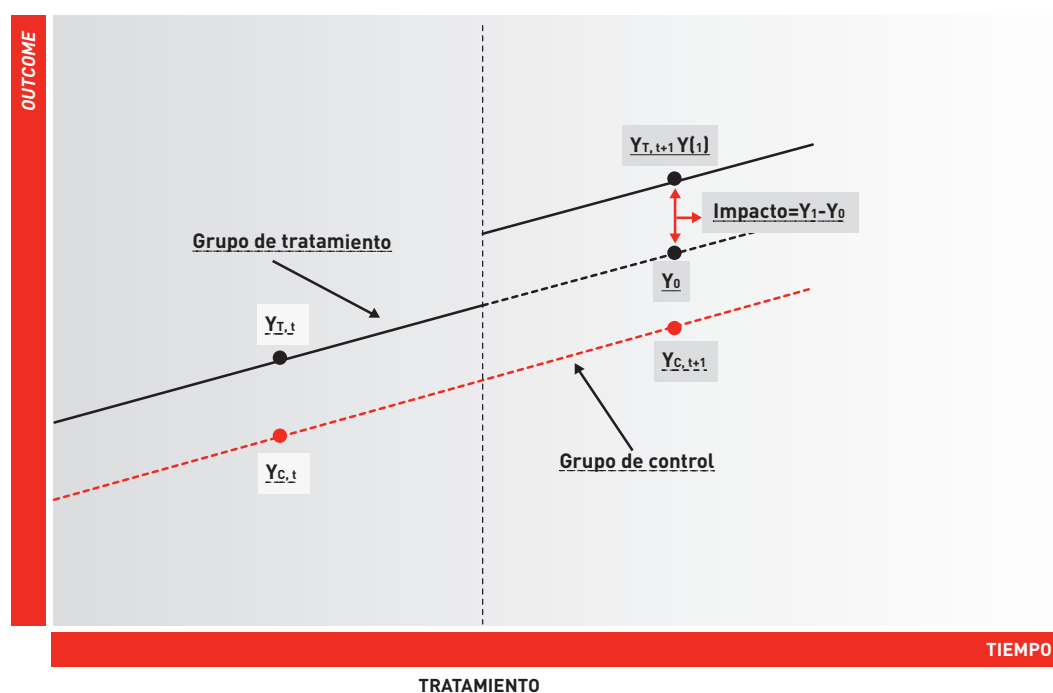 OUTCOME
YT, t+1 Y(1)
Impacto=Y1-Y0
Grupo de tratamiento
Y0
YT, t
YC, t+1
Grupo de control
YC, t
TIEMPO
TRATAMIENTO